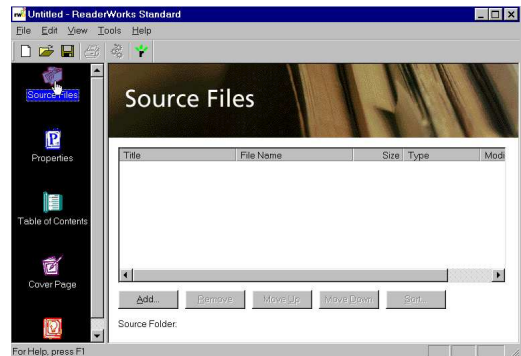 rw Untitled - ReaderWorks Standard
File Edit View Tools Help
Source Files
Properties
Table of Contents
Cover Page
Source Files
Title File Name Size Type Modi
Add... Remove Move Up Move Down Sort...
Source Folder:
For Help, press F1